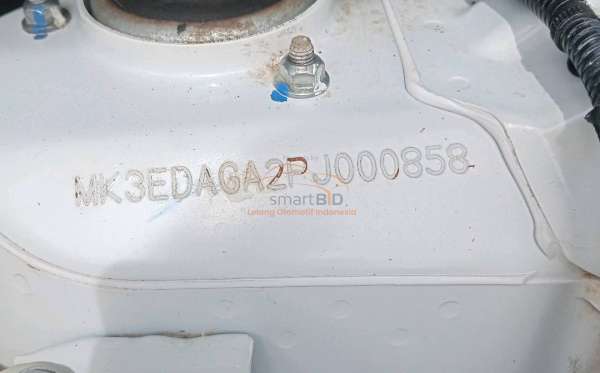 MK3EDAGA2PJ000858
smartBID
Lelang Otomotif Indonesia